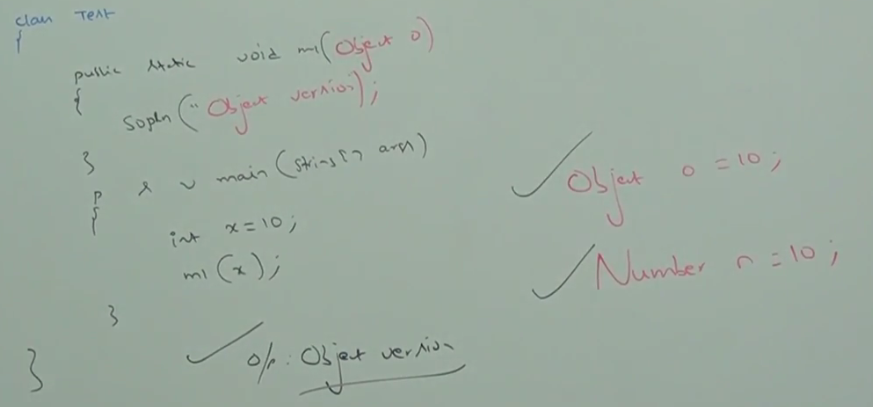 class Test
{
public static void m1(Object o)
{
Sopln("Object version);
}
p s v main(String[] args)
{
int x=10;
m1(x);
}
}
o/p: Object version
Object o = 10;
Number n = 10;